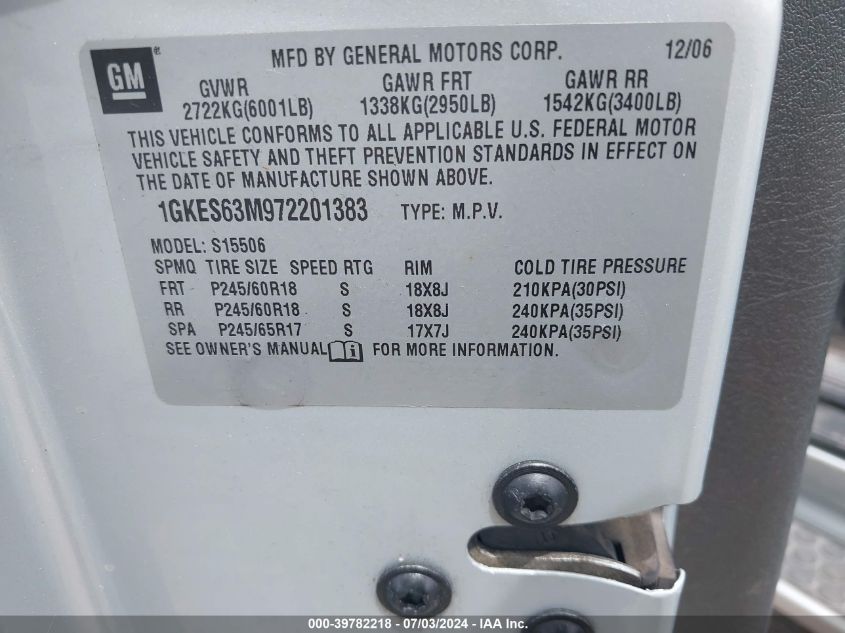 GM ® MFD BY GENERAL MOTORS CORP. 12/06
GVWR GAWR FRT GAWR RR
2722KG(6001LB) 1338KG(2950LB) 1542KG(3400LB)
THIS VEHICLE CONFORMS TO ALL APPLICABLE U.S. FEDERAL MOTOR
VEHICLE SAFETY AND THEFT PREVENTION STANDARDS IN EFFECT ON
THE DATE OF MANUFACTURE SHOWN ABOVE.
1GKES63M972201383 TYPE: M.P.V.
MODEL: S15506
SPMQ TIRE SIZE SPEED RTG RIM COLD TIRE PRESSURE
FRT P245/60R18 S 18X8J 210KPA(30PSI)
RR P245/60R18 S 18X8J 240KPA(35PSI)
SPA P245/65R17 S 17X7J 240KPA(35PSI)
SEE OWNER'S MANUAL i FOR MORE INFORMATION.
000-39782218 - 07/03/2024 - IAA Inc.